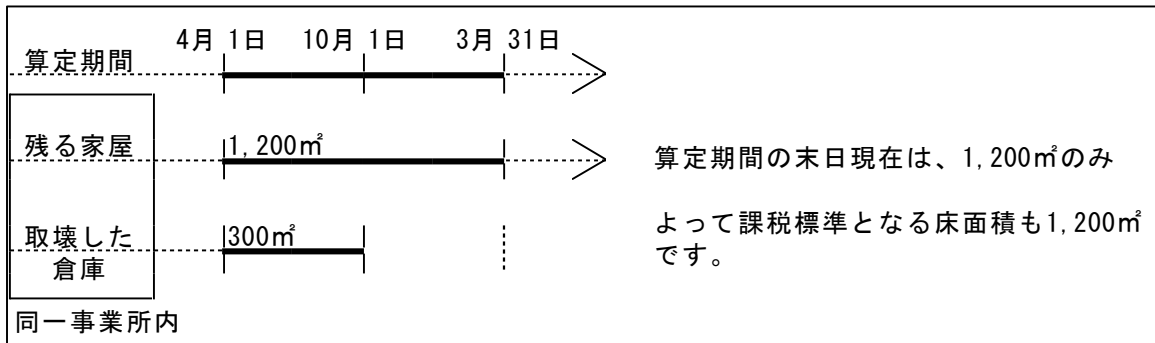 4月 1日 10月 1日 3月 31日
算定期間
残る家屋 1,200㎡
算定期間の末日現在は、1,200㎡のみ
よって課税標準となる床面積も1,200㎡
です。
取壊した 300㎡
倉庫
同一事業所内